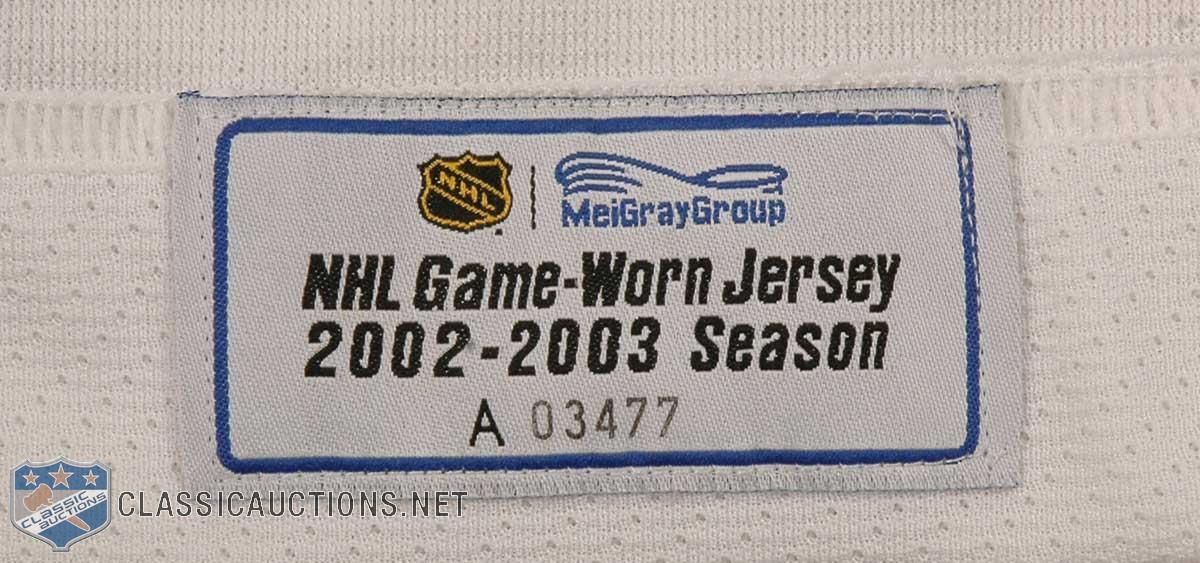 NHL
MeiGrayGroup
NHL Game-Worn Jersey
2002-2003 Season
A 03477
CLASSIC AUCTIONS
CLASSICAUCTIONS.NET